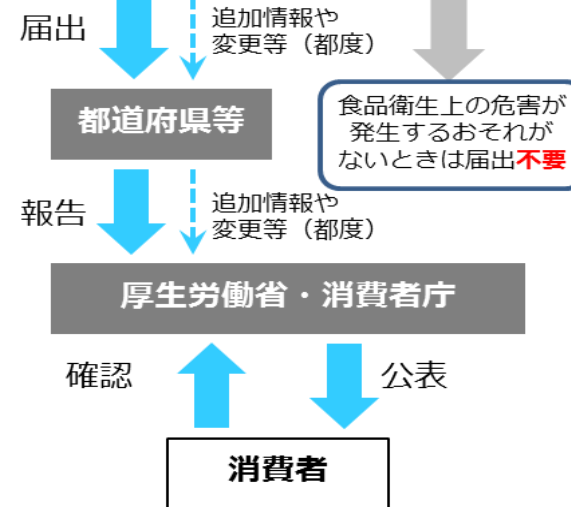 届出
追加情報や
変更等（都度）
都道府県等
食品衛生上の危害が
発生するおそれが
ないときは届出不要
報告
追加情報や
変更等（都度）
厚生労働省・消費者庁
確認
公表
消費者